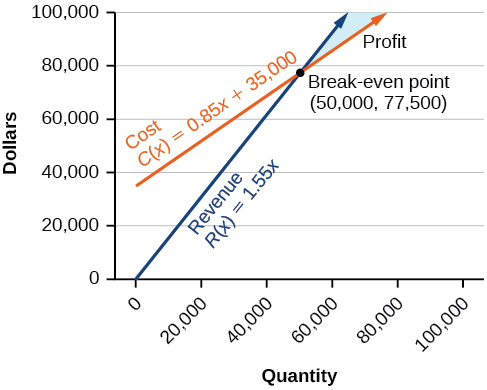 100,000
80,000
60,000
40,000
20,000
0
Dollars
Cost
C(x) = 0.85x + 35,000
Revenue
R(x) = 1.55x
Profit
Break-even point
(50,000, 77,500)
0
20,000
40,000
60,000
80,000
100,000
Quantity